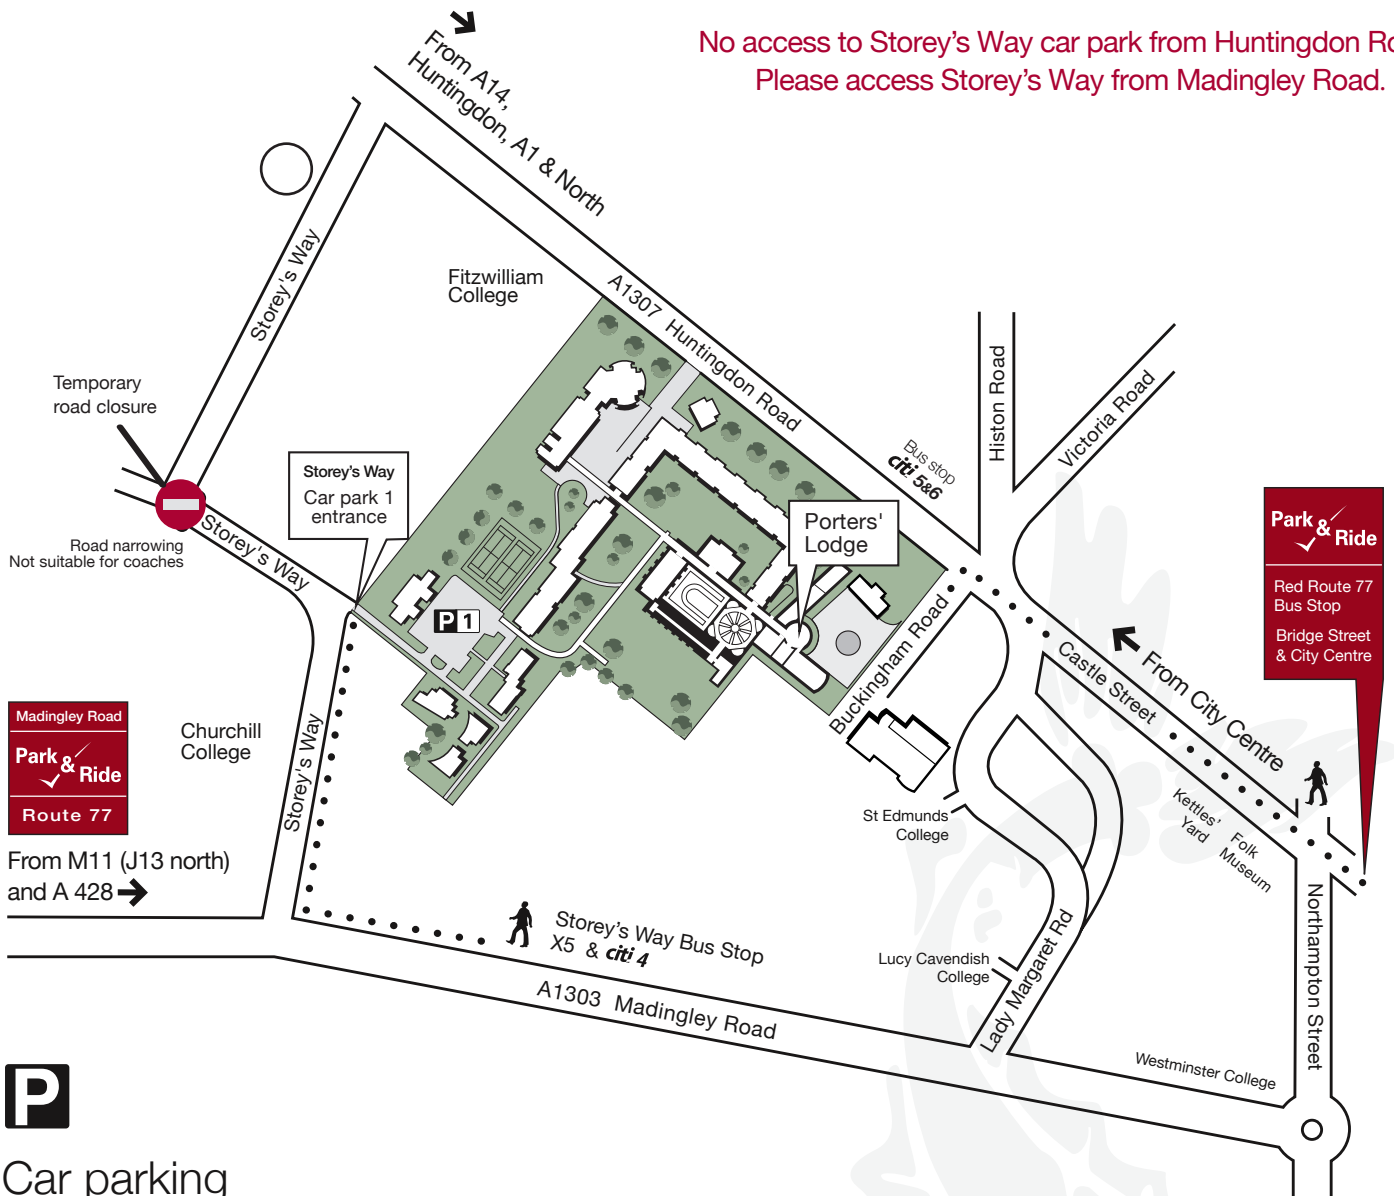 No access to Storey's Way car park from Huntingdon
Please access Storey's Way from Madingley Road.
From A14,
Huntingdon, A1 & North
Storey's Way
Fitzwilliam
College
A1307 Huntingdon Road
Histon Road
Victoria Road
Temporary
road closure
Bus stop
citi 5&6
Storey's Way
Car park 1
entrance
Porters'
Lodge
Park & Ride
Red Route 77
Bus Stop
Bridge Street
& City Centre
Storey's Way
Road narrowing
Not suitable for coaches
P 1
Buckingham Road
Castle Street
From City Centre
Madingley Road
Park & Ride
Route 77
Churchill
College
Storey's Way
St Edmunds
College
Kettles'
Yard
Folk
Museum
From M11 (J13 north)
and A 428
Storey's Way Bus Stop
X5 & citi 4
Lucy Cavendish
College
Lady Margaret Rd
Northampton Street
A1303 Madingley Road
Westminster College
P
Car parking